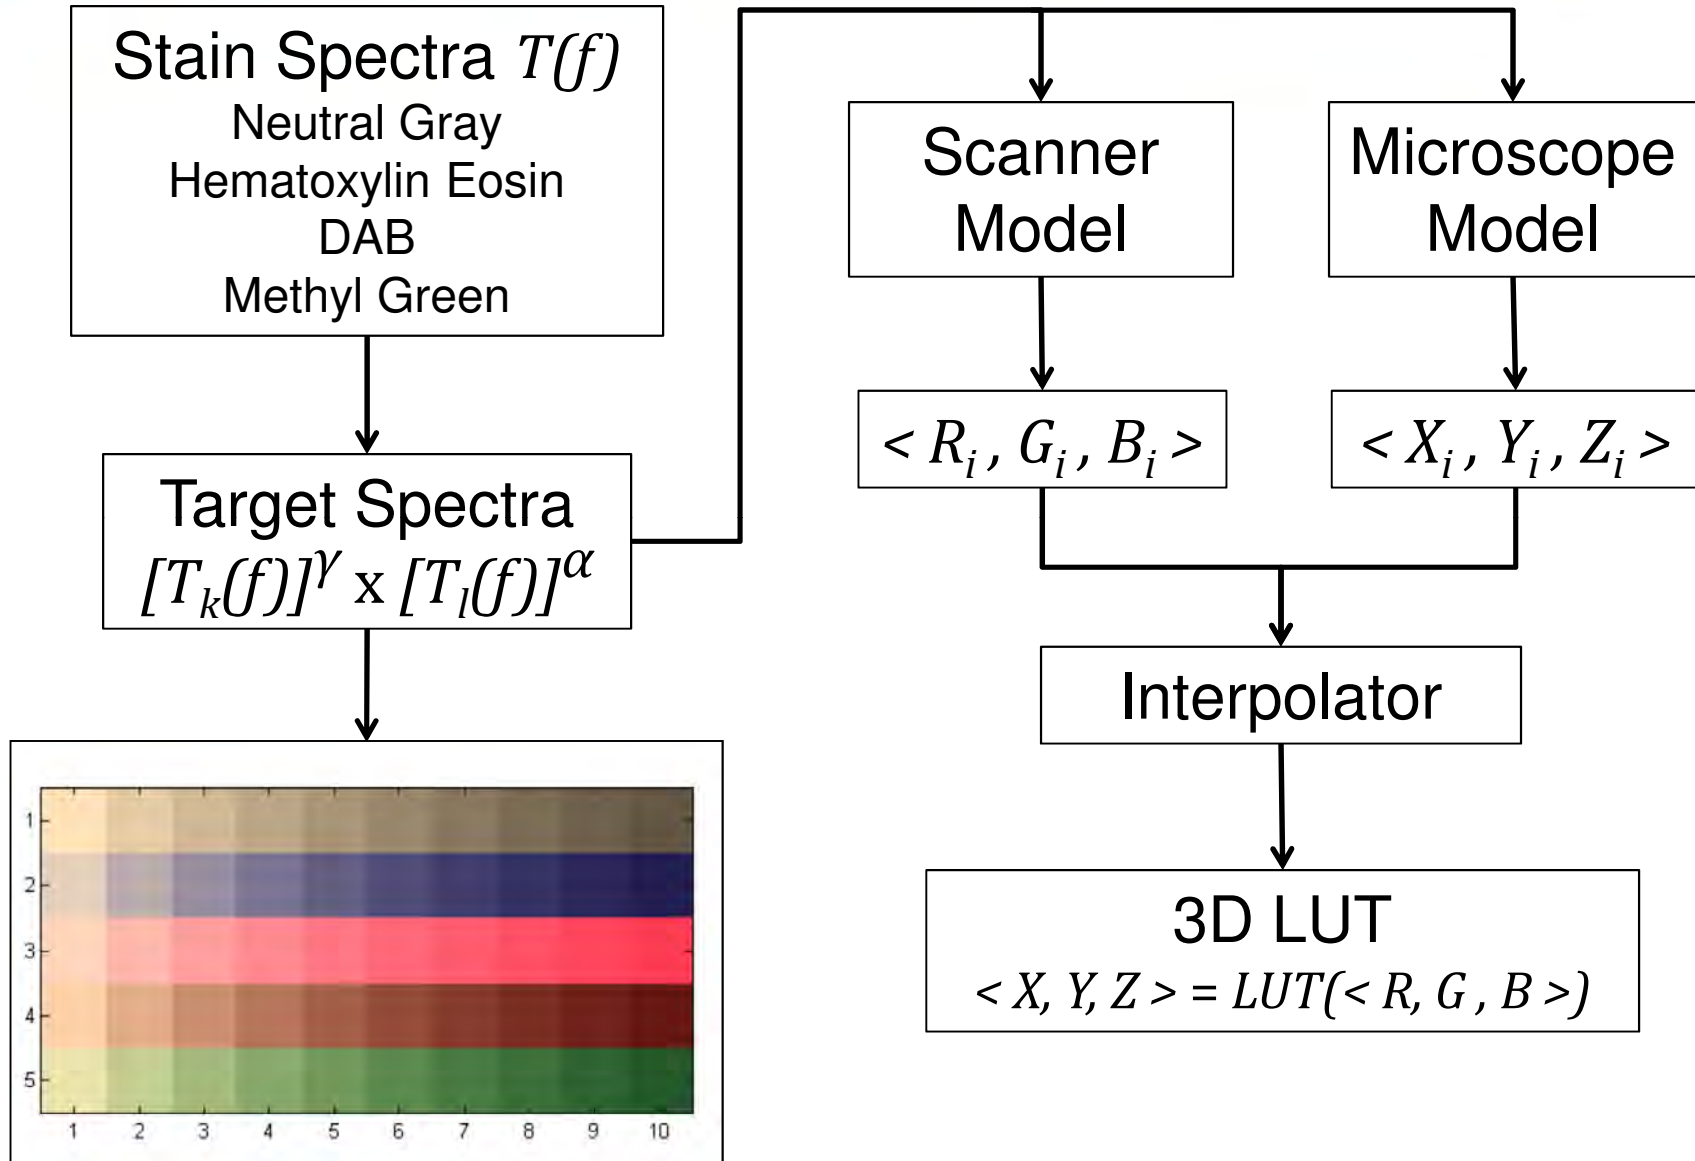 Stain Spectra T(f)
Neutral Gray
Hematoxylin Eosin
DAB
Methyl Green
Target Spectra
[T_k(f)]^γ x [T_l(f)]^α
1
2
3
4
5
1 2 3 4 5 6 7 8 9 10
Scanner
Model
Microscope
Model
< R_i , G_i , B_i >
< X_i , Y_i , Z_i >
Interpolator
3D LUT
< X, Y, Z > = LUT(< R, G , B >)